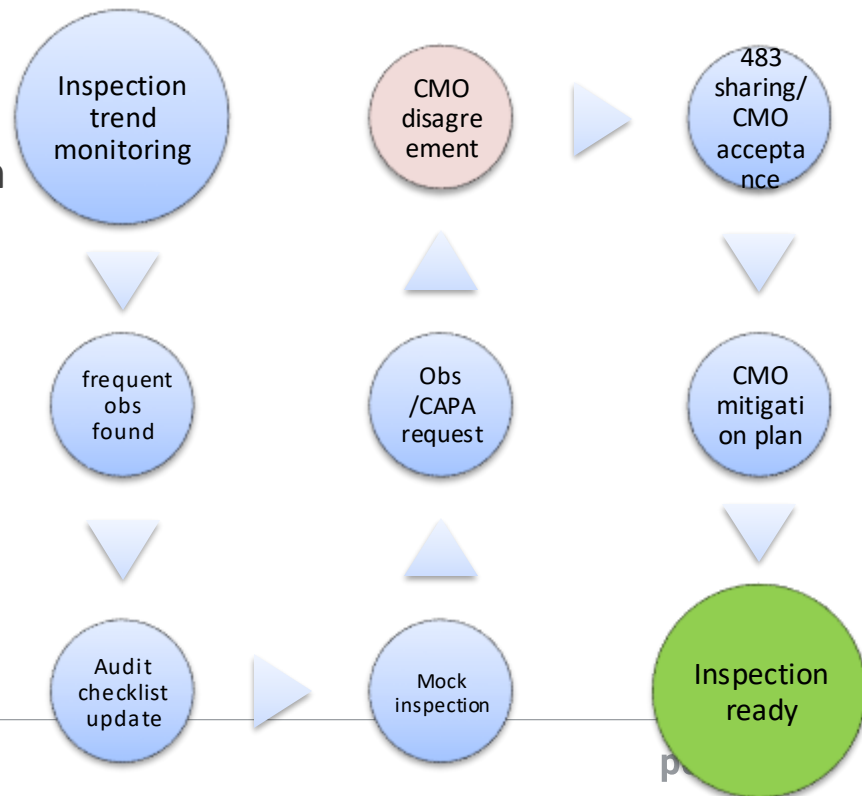 Inspection
trend
monitoring
frequent
obs
found
Audit
checklist
update
Mock
inspection
Obs
/CAPA
request
CMO
disagre
ement
483
sharing/
CMO
accepta
nce
CMO
mitigati
on plan
Inspection
ready